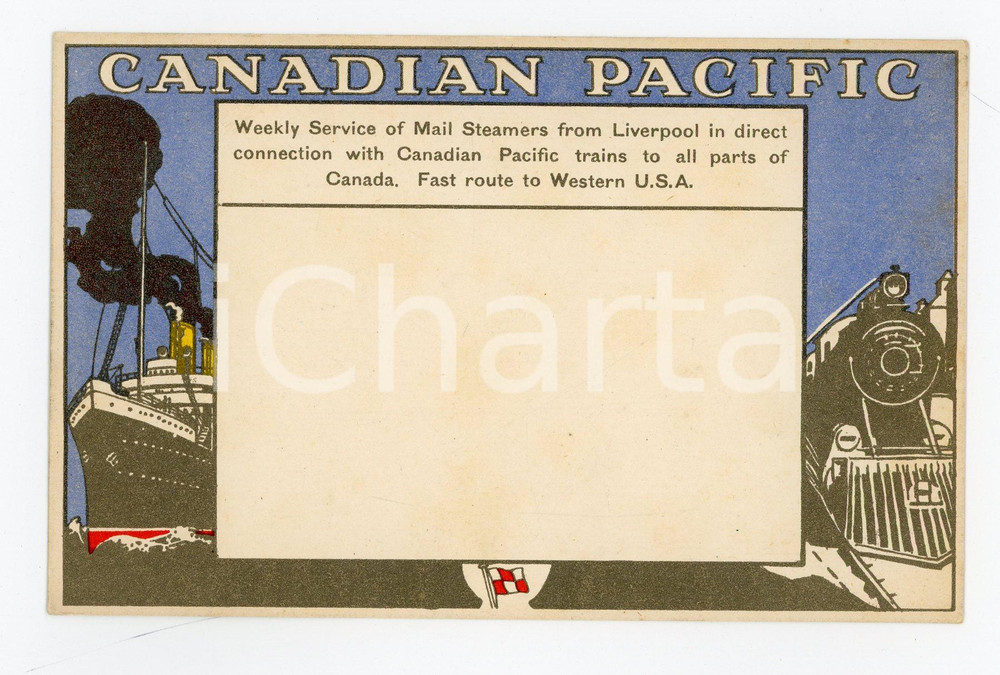 CANADIAN PACIFIC
Weekly Service of Mail Steamers from Liverpool in direct
connection with Canadian Pacific trains to all parts of
Canada. Fast route to Western U.S.A.
iCharta